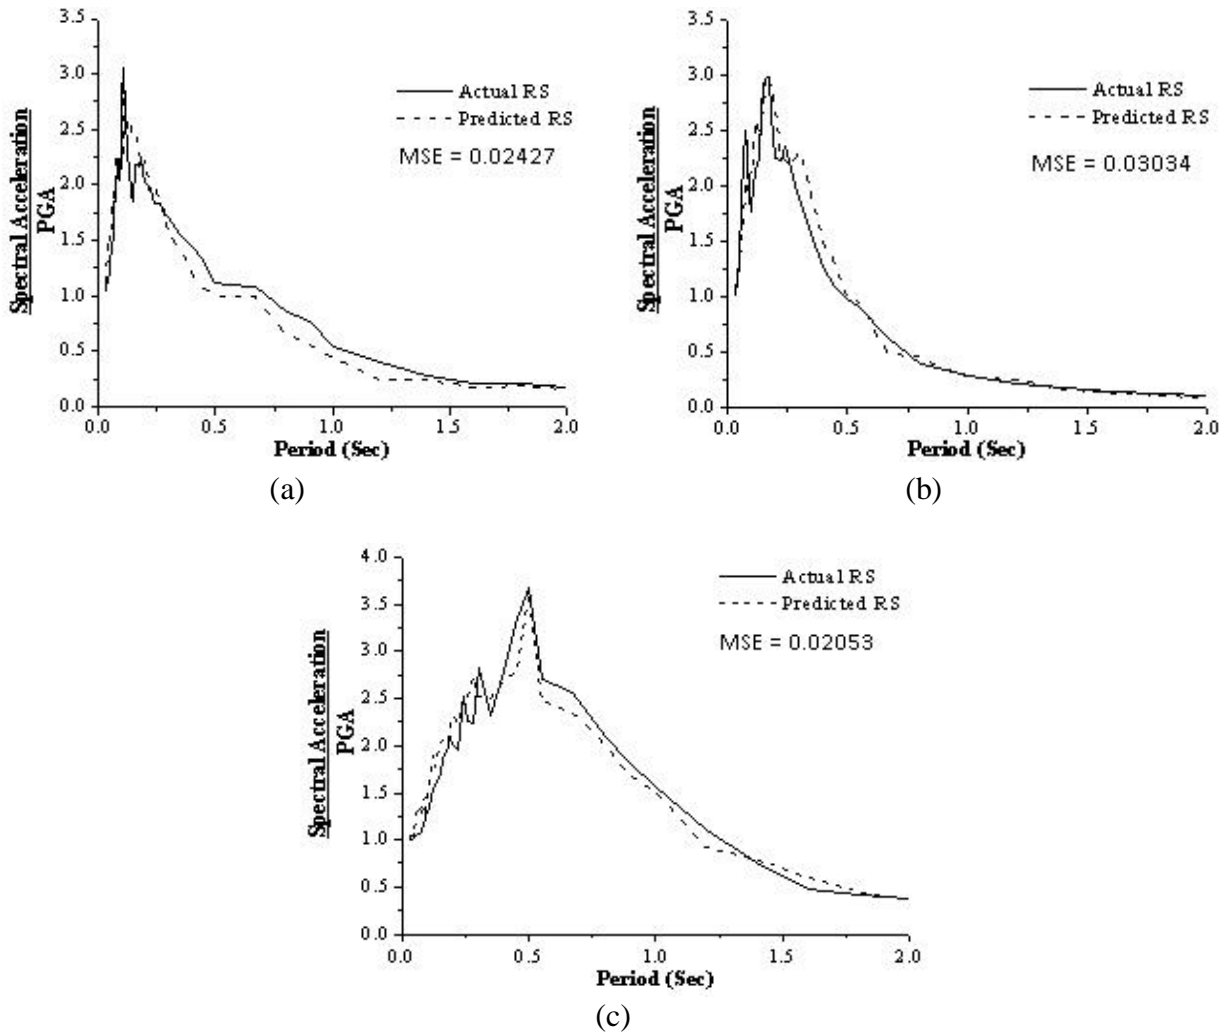 3.5
3.0
2.5
2.0
1.5
1.0
0.5
0.0
Spectral Acceleration
PGA
Actual RS
Predicted RS
MSE = 0.02427
0.0 0.5 1.0 1.5 2.0
Period (Sec)
(a)
3.5
3.0
2.5
2.0
1.5
1.0
0.5
0.0
Spectral Acceleration
PGA
Actual RS
Predicted RS
MSE = 0.03034
0.0 0.5 1.0 1.5 2.0
Period (Sec)
(b)
4.0
3.5
3.0
2.5
2.0
1.5
1.0
0.5
0.0
Spectral Acceleration
PGA
Actual RS
Predicted RS
MSE = 0.02053
0.0 0.5 1.0 1.5 2.0
Period (Sec)
(c)